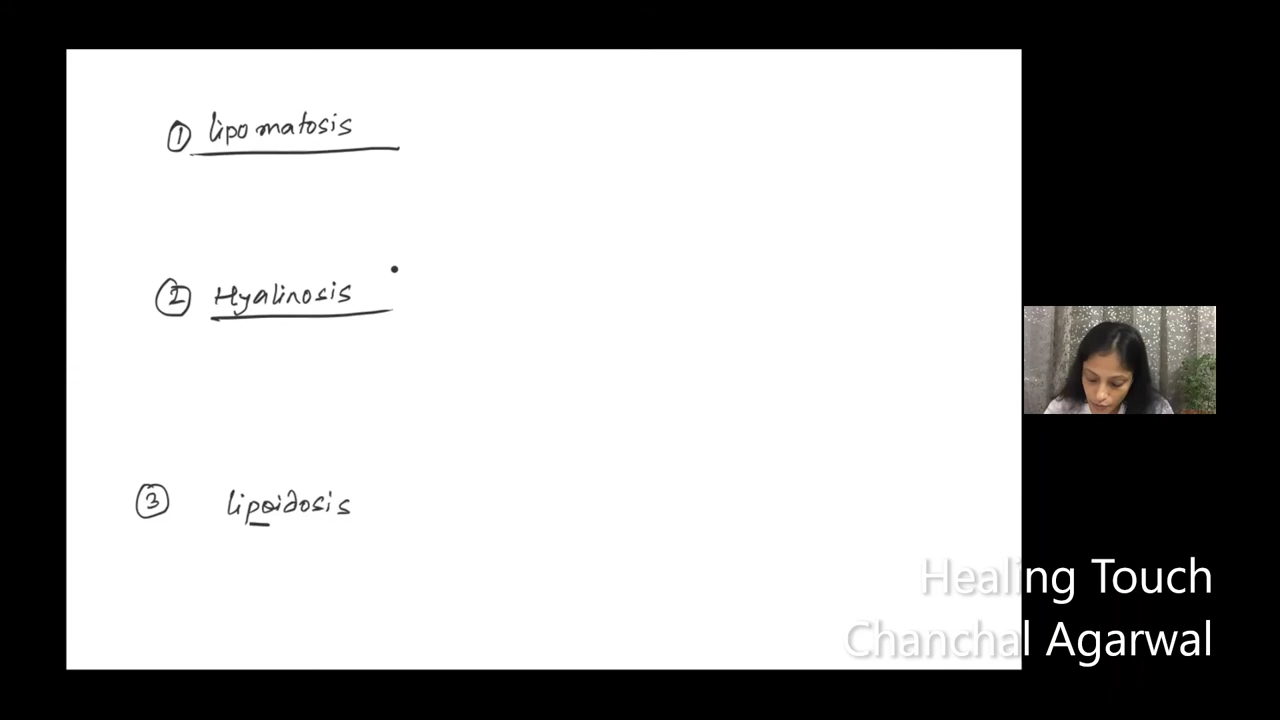 ① lipomatosis
② Hyalinosis
③ lipoidosis
Healing Touch
Chanchal Agarwal